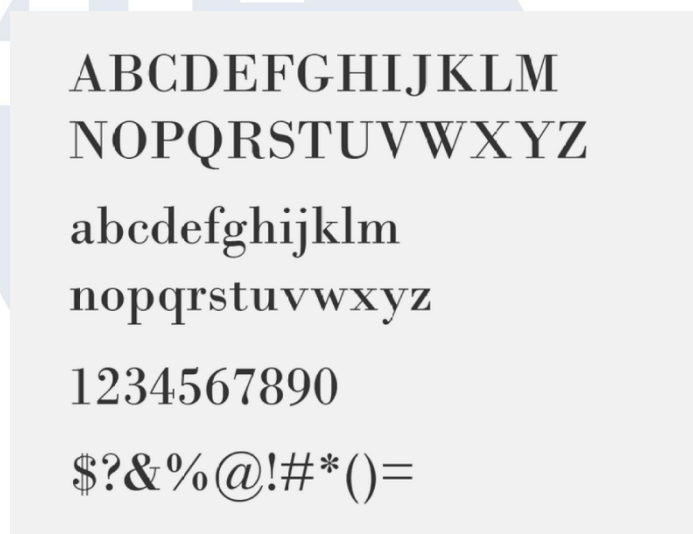 ABCDEFGHIJKLM
NOPQRSTUVWXYZ
abcdefghijklm
nopqrstuvwxyz
1234567890
$?&%@!#*()=